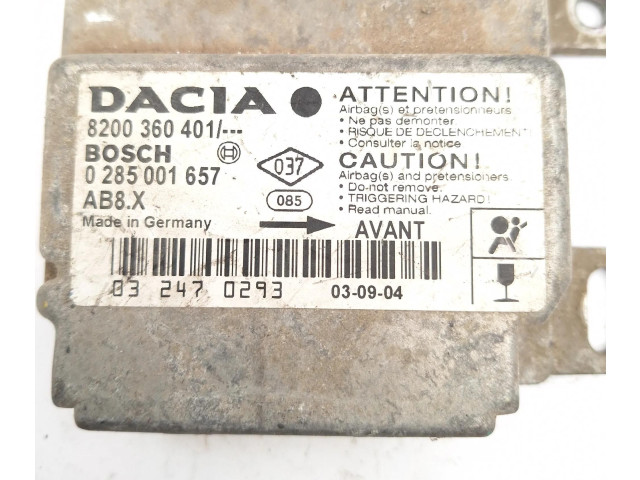 DACIA
8200 360 401/---
BOSCH
0 285 001 657
AB8.X
Made in Germany
037
085
AVANT
ATTENTION!
Airbag(s) et pretensionneurs
• Ne pas demonter
• RISQUE DE DECLENCHEMENT
• Consulter la notice
CAUTION!
Airbag(s) and pretensioners
• Do-not remove.
• TRIGGERING HAZARD!
• Read manual.
03 247 0293
03-09-04